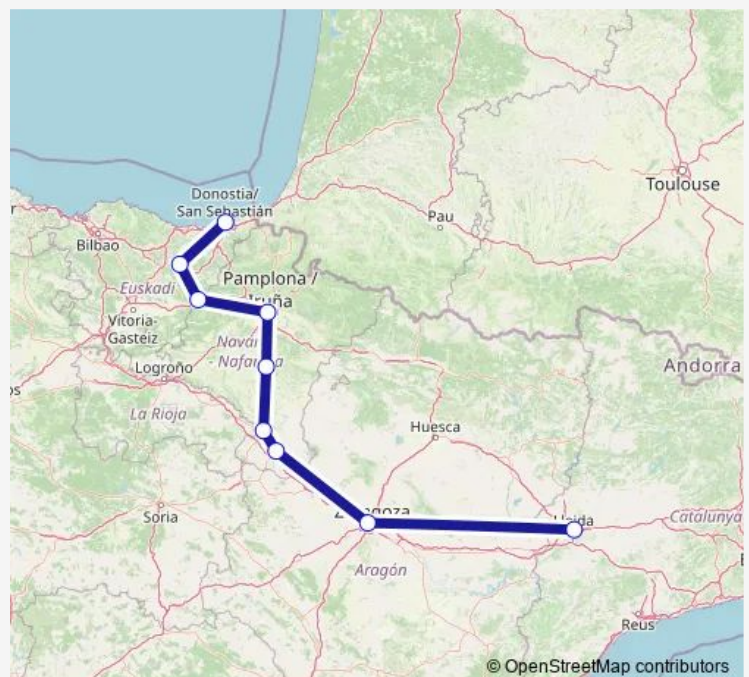 Donostia/
San Sebastián
Toulouse
Pau
Bilbao
Pamplona /
Iruña
Euskadi
Vitoria-
Gasteiz
Logroño
Andorra
La Rioja
Huesca
Soria
Catalunya
Aragón
Reus
© OpenStreetMap contributors